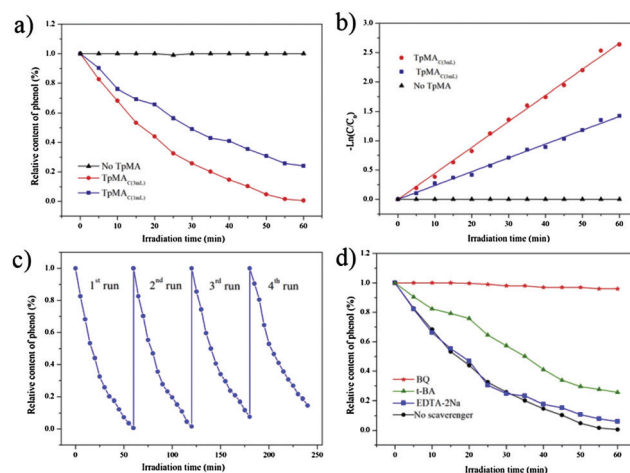 a)
Relative content of phenol (%)
1.0
0.8
0.6
0.4
0.2
0.0
No TpMA
TpMAC(3mL)
TpMAC(1mL)
0 10 20 30 40 50 60
Irradiation time (min)
b)
-Ln(C/C0)
3.0
2.5
2.0
1.5
1.0
0.5
0.0
TpMAC(3mL)
TpMAC(1mL)
No TpMA
0 10 20 30 40 50 60
Irradiation time (min)
c)
Relative content of phenol (%)
1.0
0.8
0.6
0.4
0.2
0.0
1st run 2nd run 3rd run 4th run
0 50 100 150 200 250
Irradiation time (min)
d)
Relative content of phenol (%)
1.2
1.0
0.8
0.6
0.4
0.2
0.0
BQ
t-BA
EDTA-2Na
No scaverenger
0 10 20 30 40 50 60
Irradiation time (min)